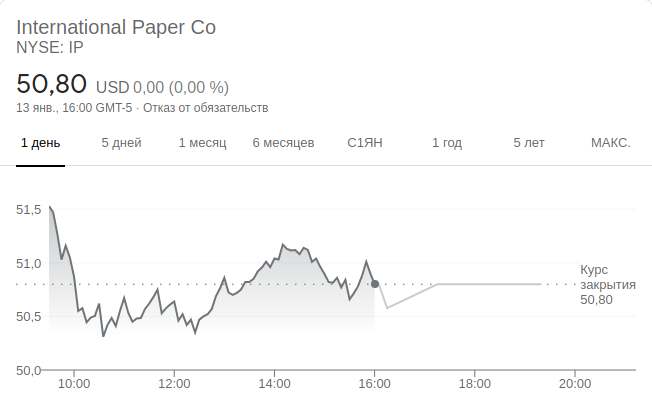 International Paper Co
NYSE: IP
50,80 USD 0,00 (0,00 %)
13 янв., 16:00 GMT-5 · Отказ от обязательств
1 день 5 дней 1 месяц 6 месяцев С1ЯН 1 год 5 лет МАКС.
51,5
51,0
Курс
закрытия
50,80
50,5
50,0
10:00 12:00 14:00 16:00 18:00 20:00